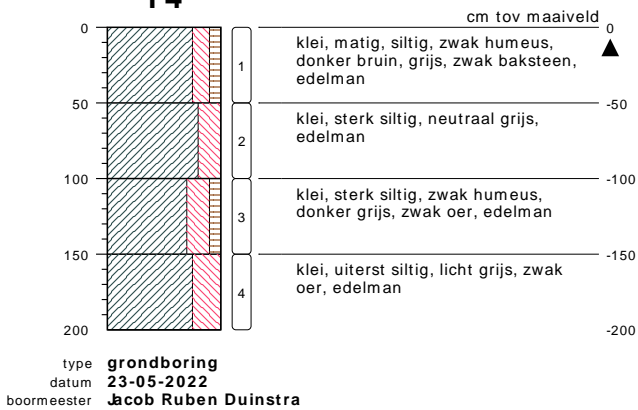 cm tov maaiveld
0
0
klei, matig, siltig, zwak humeus,
donker bruin, grijs, zwak baksteen,
edelman
1
50
-50
klei, sterk siltig, neutraal grijs,
edelman
2
100
-100
klei, sterk siltig, zwak humeus,
donker grijs, zwak oer, edelman
3
150
-150
klei, uiterst siltig, licht grijs, zwak
oer, edelman
4
200
-200
type grondboring
datum 23-05-2022
boormeester Jacob Ruben Duinstra